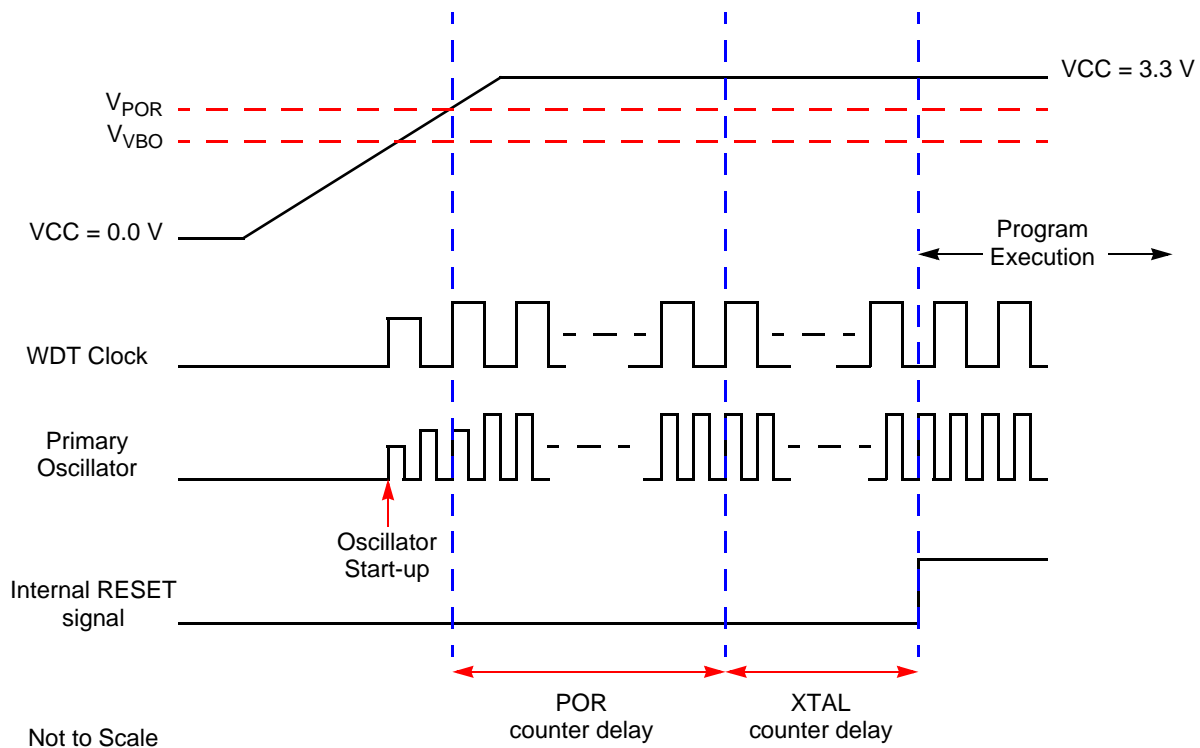 VCC = 3.3 V
VPOR
VVBO
VCC = 0.0 V
Program
Execution
WDT Clock
Primary
Oscillator
Oscillator
Start-up
Internal RESET
signal
POR
counter delay
XTAL
counter delay
Not to Scale